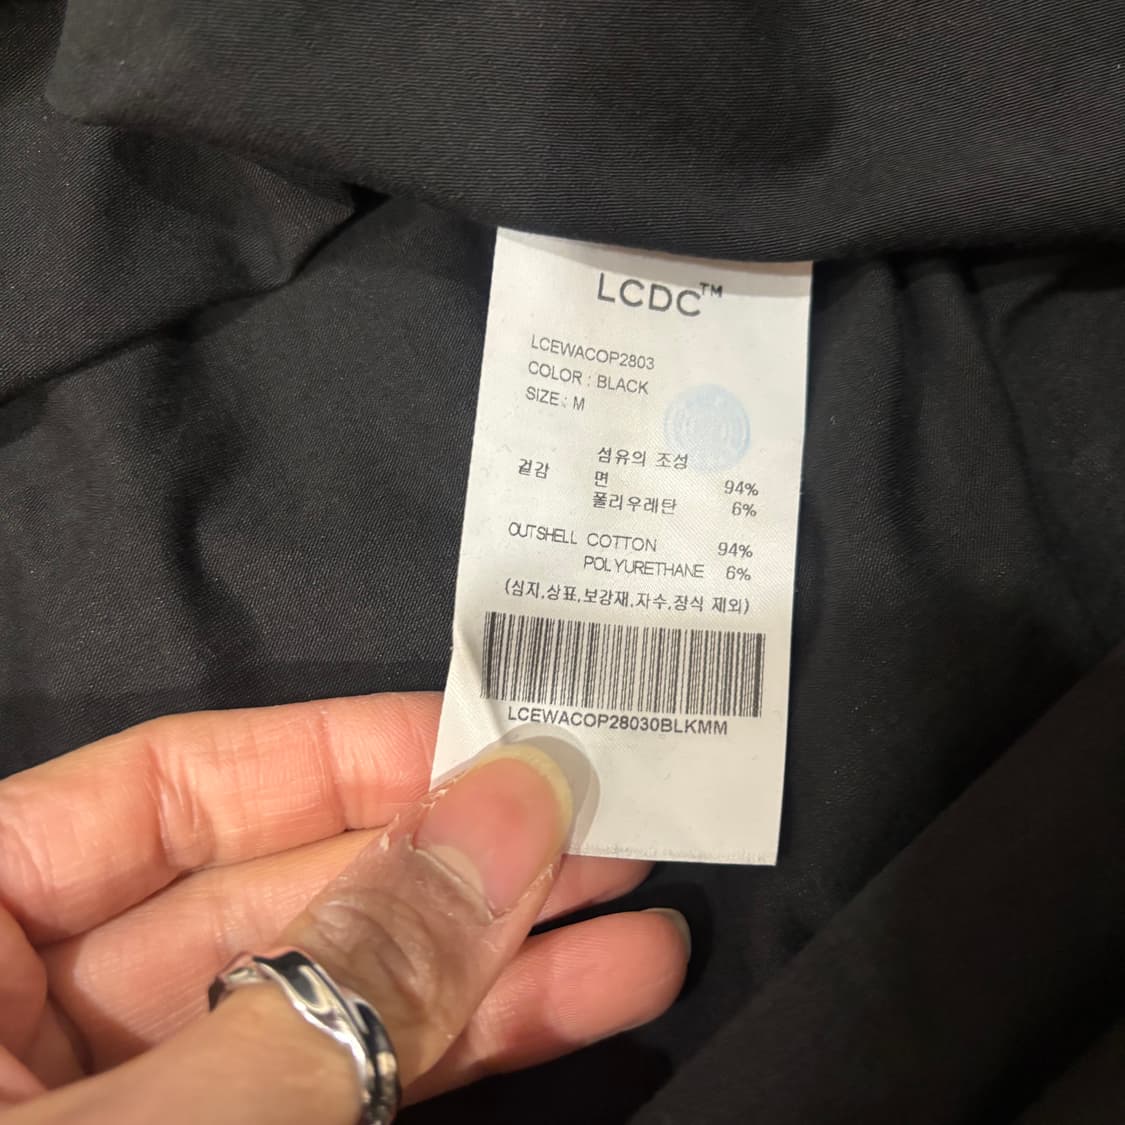 LCDC™
LCEWACOP2803
COLOR : BLACK
SIZE : M
섬유의 조성
겉감 면 94%
폴리우레탄 6%
OUTSHELL COTTON 94%
POLYURETHANE 6%
(심지,상표,보강재,자수,장식 제외)
LCEWACOP28030BLKMM